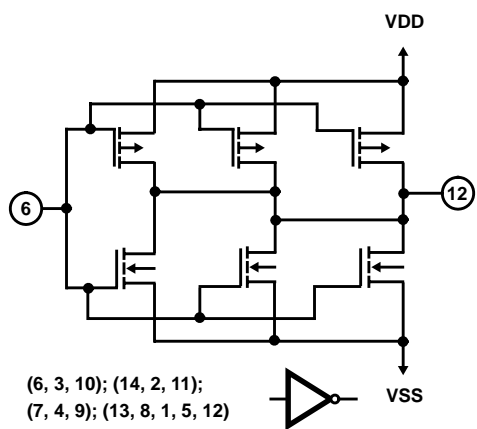 VDD
6
12
(6, 3, 10); (14, 2, 11);
(7, 4, 9); (13, 8, 1, 5, 12)
VSS